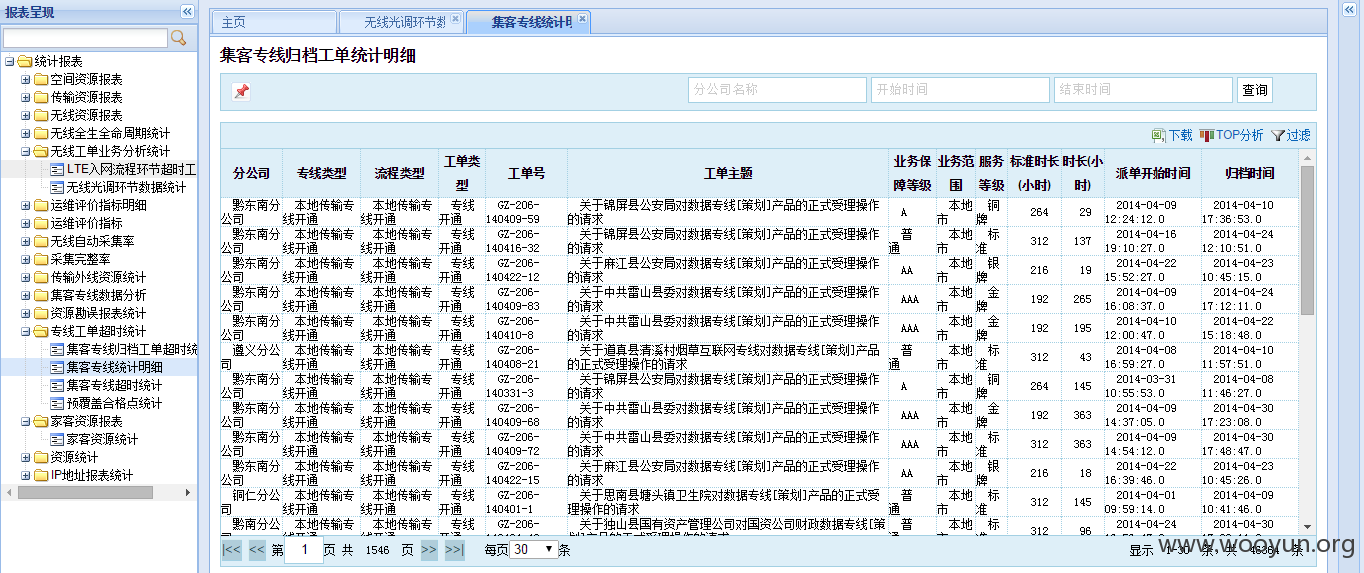 报表呈现
统计报表
空间资源报表
传输资源报表
无线资源报表
无线全生命周期统计
无线工单业务分析统计
LTE入网流程环节超时工
无线光调环节数据统计
运维评价指标明细
运维评价指标
无线自动采集率
采集完整率
传输外线资源统计
集客专线数据分析
资源勘误报表统计
专线工单超时统计
集客专线归档工单超时统
集客专线统计明细
集客专线超时统计
预覆盖合格点统计
家客资源报表
家客资源统计
资源统计
IP地址报表统计
主页 无线光调环节数 集客专线统计明
集客专线归档工单统计明细
分公司名称 开始时间 结束时间 查询
下载 TOP分析 过滤
分公司 专线类型 流程类型 工单类型 工单号 工单主题 业务保障等级 业务范围 服务等级 标准时长(小时) 时长(小时) 派单开始时间 归档时间
黔东南分公司 本地传输专线开通 本地传输专线开通 专线开通 GZ-206-140409-59 关于锦屏县公安局对数据专线[策划]产品的正式受理操作的请求 A 本地市 铜牌 264 29 2014-04-09 12:24:12.0 2014-04-10 17:36:53.0
黔东南分公司 本地传输专线开通 本地传输专线开通 专线开通 GZ-206-140416-32 关于锦屏县公安局对数据专线[策划]产品的正式受理操作的请求 普通 本地市 标准 312 137 2014-04-16 19:10:27.0 2014-04-24 12:10:51.0
黔东南分公司 本地传输专线开通 本地传输专线开通 专线开通 GZ-206-140422-12 关于麻江县公安局对数据专线[策划]产品的正式受理操作的请求 AA 本地市 银牌 216 19 2014-04-22 15:52:27.0 2014-04-23 10:45:15.0
黔东南分公司 本地传输专线开通 本地传输专线开通 专线开通 GZ-206-140409-83 关于中共雷山县委对数据专线[策划]产品的正式受理操作的请求 AAA 本地市 金牌 192 265 2014-04-09 16:08:37.0 2014-04-24 17:12:11.0
黔东南分公司 本地传输专线开通 本地传输专线开通 专线开通 GZ-206-140410-8 关于中共雷山县委对数据专线[策划]产品的正式受理操作的请求 AAA 本地市 金牌 192 195 2014-04-10 12:00:47.0 2014-04-22 15:18:48.0
遵义分公司 本地传输专线开通 本地传输专线开通 专线开通 GZ-206-140408-21 关于道真县清溪村烟草互联网专线对数据专线[策划]产品的正式受理操作的请求 普通 本地市 标准 312 43 2014-04-08 16:59:27.0 2014-04-10 11:57:51.0
黔东南分公司 本地传输专线开通 本地传输专线开通 专线开通 GZ-206-140331-3 关于锦屏县公安局对数据专线[策划]产品的正式受理操作的请求 A 本地市 铜牌 264 145 2014-03-31 10:55:53.0 2014-04-08 11:46:27.0
黔东南分公司 本地传输专线开通 本地传输专线开通 专线开通 GZ-206-140409-68 关于中共雷山县委对数据专线[策划]产品的正式受理操作的请求 AAA 本地市 金牌 192 363 2014-04-09 14:37:05.0 2014-04-30 17:23:08.0
黔东南分公司 本地传输专线开通 本地传输专线开通 专线开通 GZ-206-140409-72 关于中共雷山县委对数据专线[策划]产品的正式受理操作的请求 AAA 本地市 标准 312 363 2014-04-09 14:54:12.0 2014-04-30 17:48:47.0
黔东南分公司 本地传输专线开通 本地传输专线开通 专线开通 GZ-206-140422-15 关于麻江县公安局对数据专线[策划]产品的正式受理操作的请求 AA 本地市 银牌 216 18 2014-04-22 16:39:46.0 2014-04-23 10:45:26.0
铜仁分公司 本地传输专线开通 本地传输专线开通 专线开通 GZ-206-140401-1 关于思南县塘头镇卫生院对数据专线[策划]产品的正式受理操作的请求 普通 本地市 标准 312 145 2014-04-01 09:59:14.0 2014-04-09 10:41:46.0
黔南分公 本地传输专 本地传输专 专线 GZ-206- 关于独山县国有资产管理公司对国资公司财政数据专线[策 普 本地 标 312 96 2014-04-24 2014-04-30
|<< << 第 1 页 共 1546 页 >> >>| 每页 30 条 显示 1-30 条，共 条
www.wooyun.org